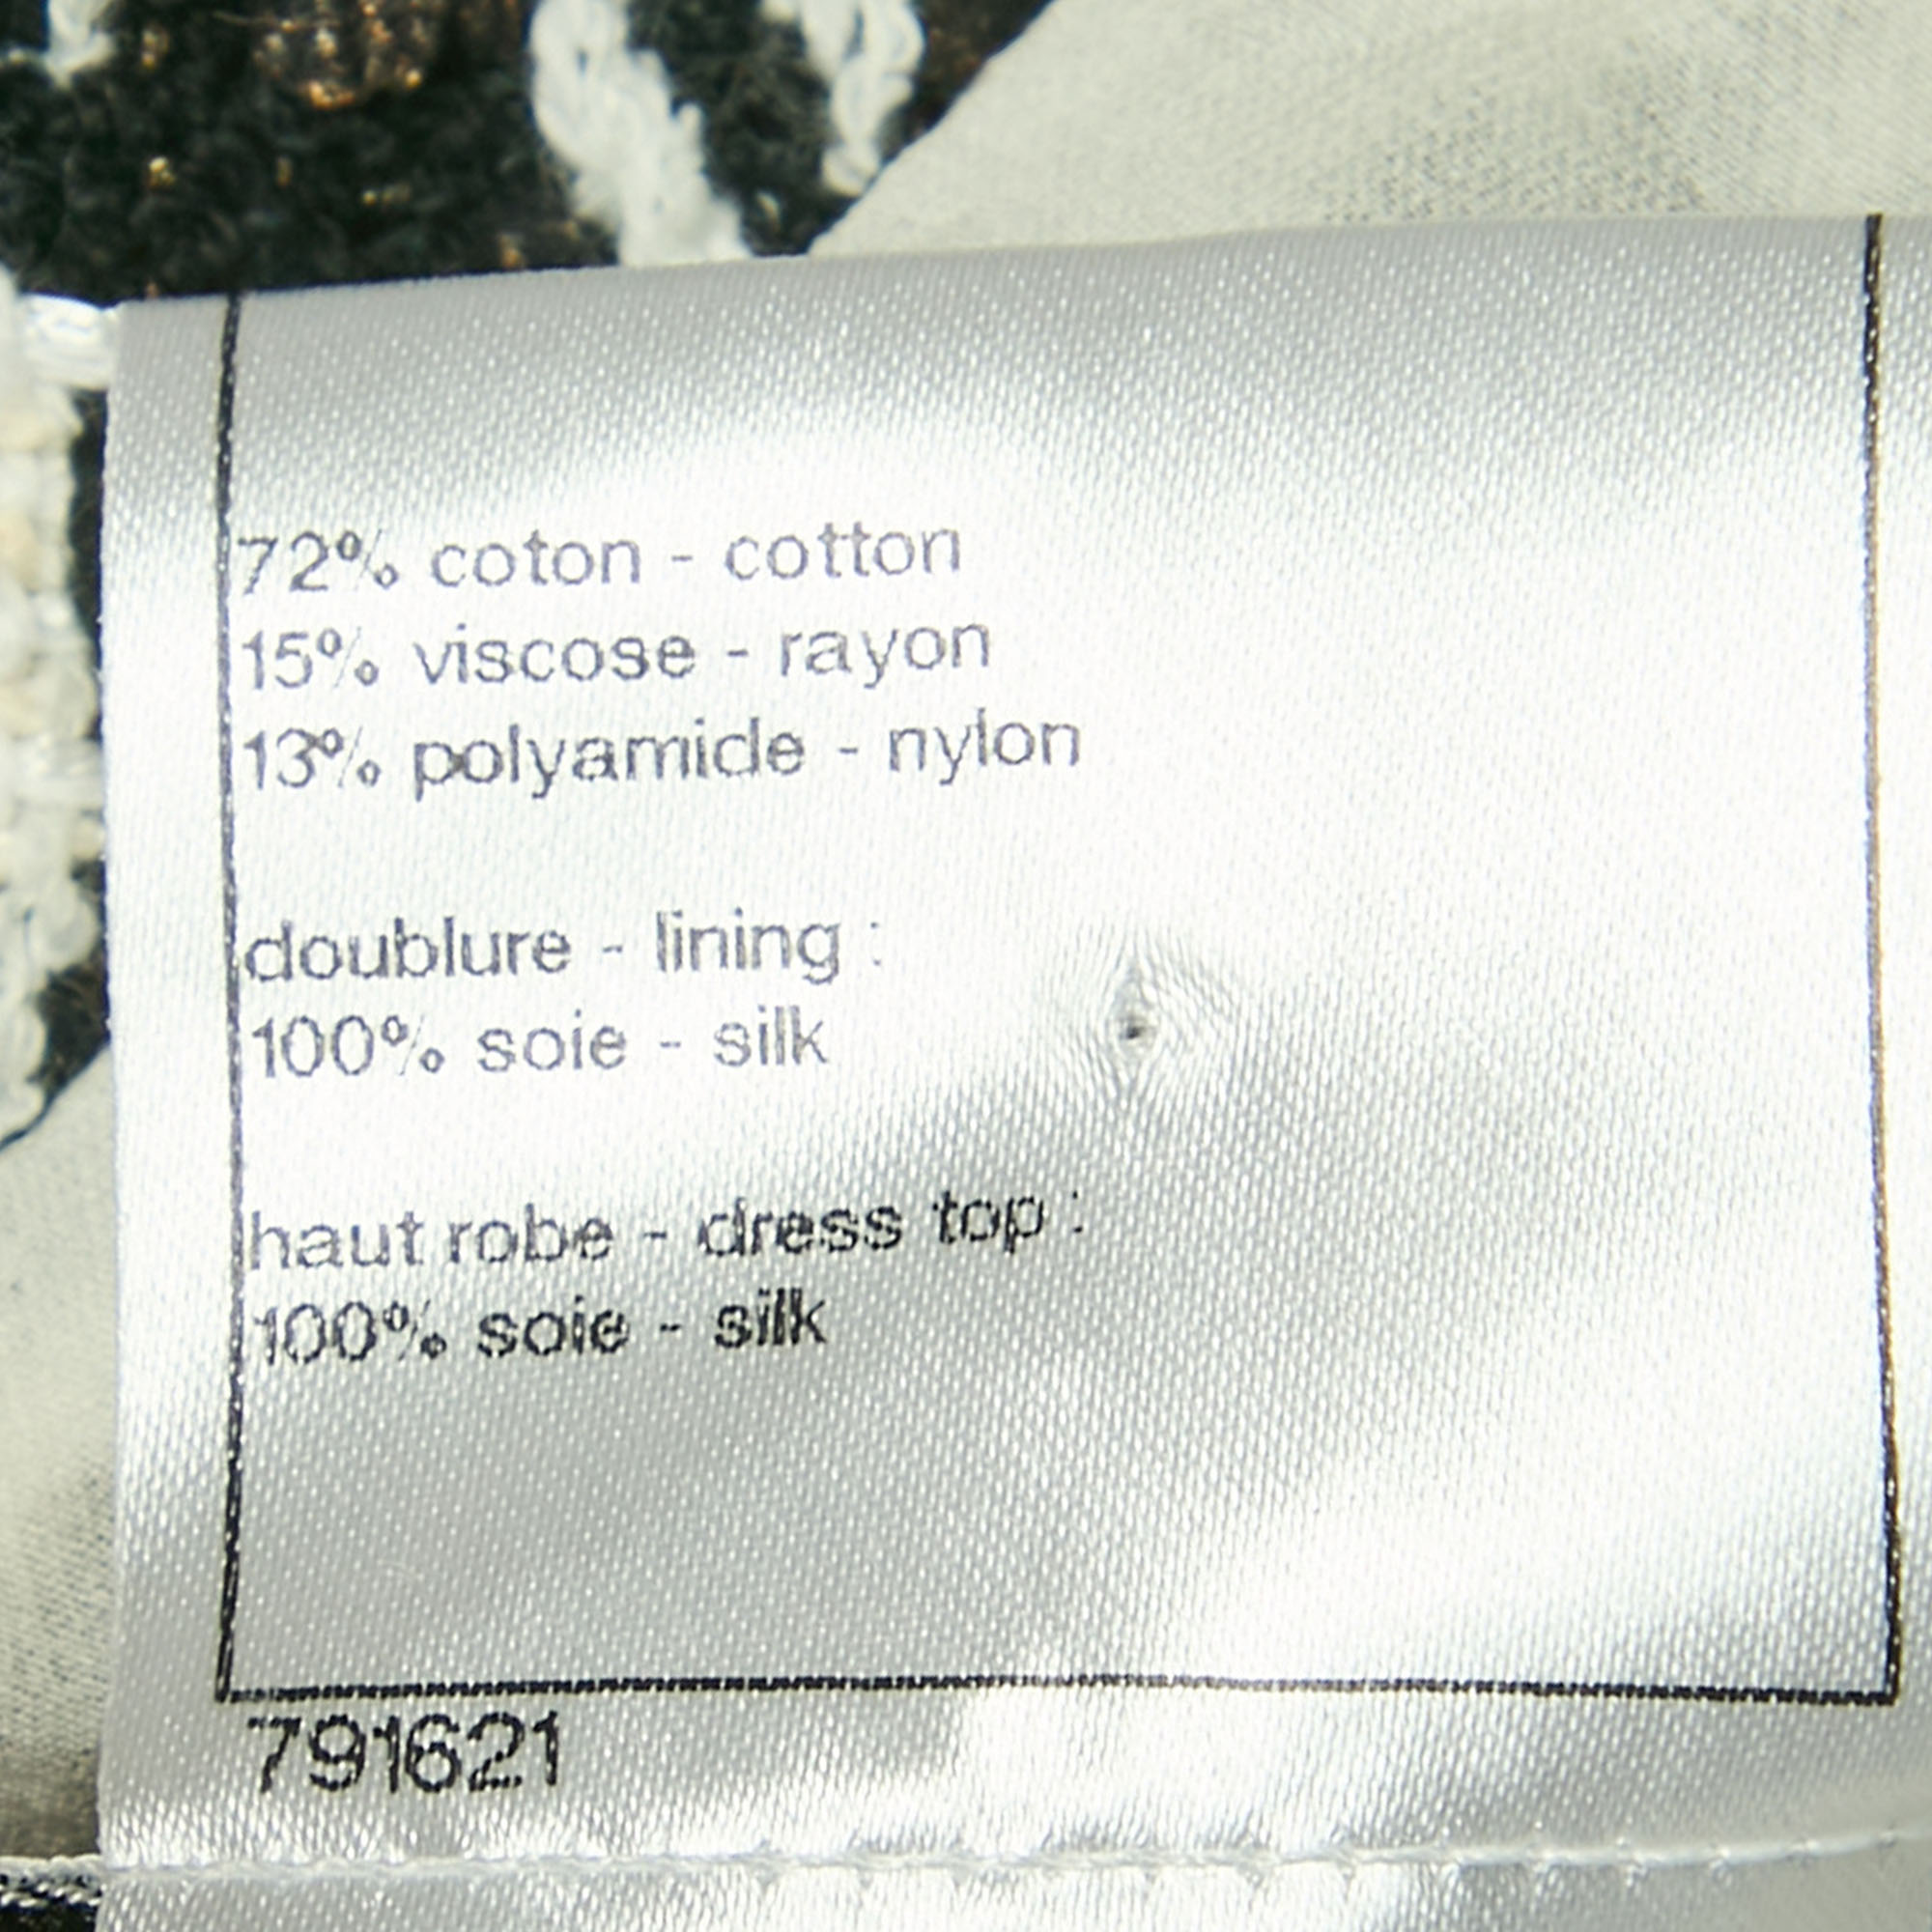 72% coton - cotton
15% viscose - rayon
13% polyamide - nylon
doublure - lining :
100% soie - silk
haut robe - dress top :
100% soie - silk
791621